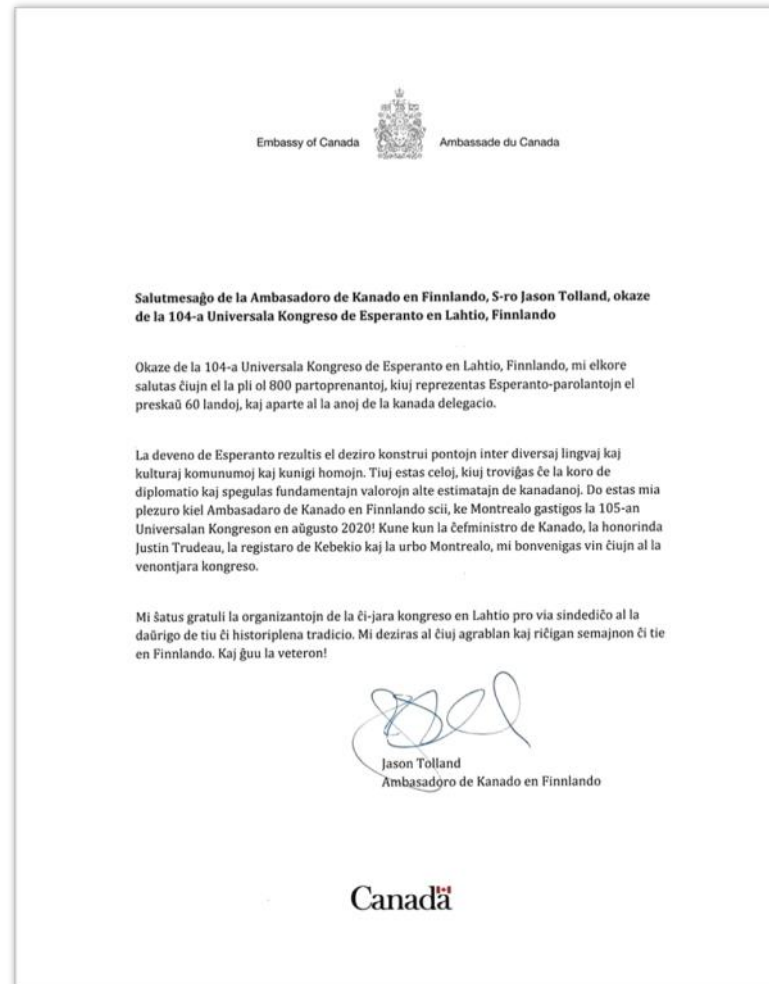 Embassy of Canada
Ambassade du Canada
Salutmesaĝo de la Ambasadoro de Kanado en Finnlando, S-ro Jason Tolland, okaze
de la 104-a Universala Kongreso de Esperanto en Lahtio, Finnlando
Okaze de la 104-a Universala Kongreso de Esperanto en Lahtio, Finnlando, mi elkore
salutas ĉiujn el la pli ol 800 partoprenantoj, kiuj reprezentas Esperanto-parolantojn el
preskaŭ 60 landoj, kaj aparte al la anoj de la kanada delegacio.
La deveno de Esperanto rezultis el deziro konstrui pontojn inter diversaj lingvaj kaj
kulturaj komunumoj kaj kunigi homojn. Tiuj estas celoj, kiuj troviĝas ĉe la koro de
diplomatio kaj spegulas fundamentajn valorojn alte estimatajn de kanadanoj. Do estas mia
plezuro kiel Ambasadaro de Kanado en Finnlando scii, ke Montrealo gastigos la 105-an
Universalan Kongreson en aŭgusto 2020! Kune kun la ĉefministro de Kanado, la honorinda
Justin Trudeau, la registaro de Kebekio kaj la urbo Montrealo, mi bonvenigas vin ĉiujn al la
venontjara kongreso.
Mi ŝatus gratuli la organizantojn de la ĉi-jara kongreso en Lahtio pro via sindediĉo al la
daŭrigo de tiu ĉi historiplena tradicio. Mi deziras al ĉiuj agrablan kaj riĉigan semajnon ĉi tie
en Finnlando. Kaj ĝuu la veteron!
Jason Tolland
Ambasadoro de Kanado en Finnlando
Canada